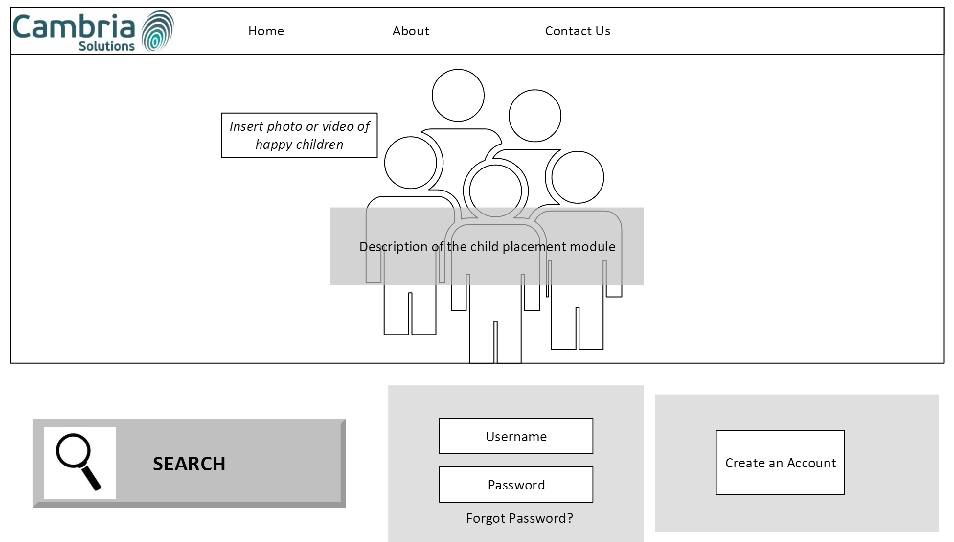 Cambria
Solutions
Home
About
Contact Us
Insert photo or video of
happy children
Description of the child placement module
SEARCH
Username
Password
Forgot Password?
Create an Account